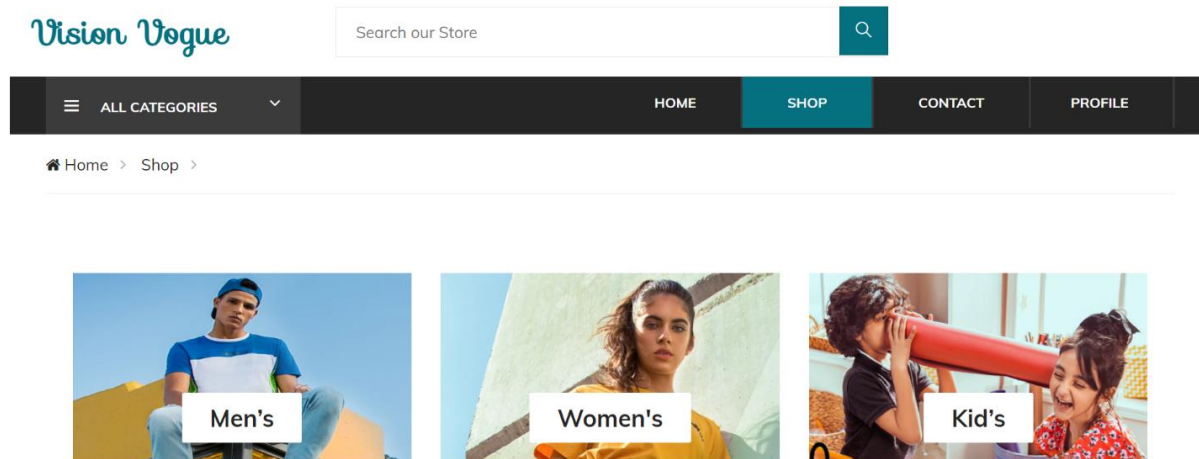 Vision Vogue
Search our Store
ALL CATEGORIES HOME SHOP CONTACT PROFILE
Home > Shop >
Men’s Women's Kid’s